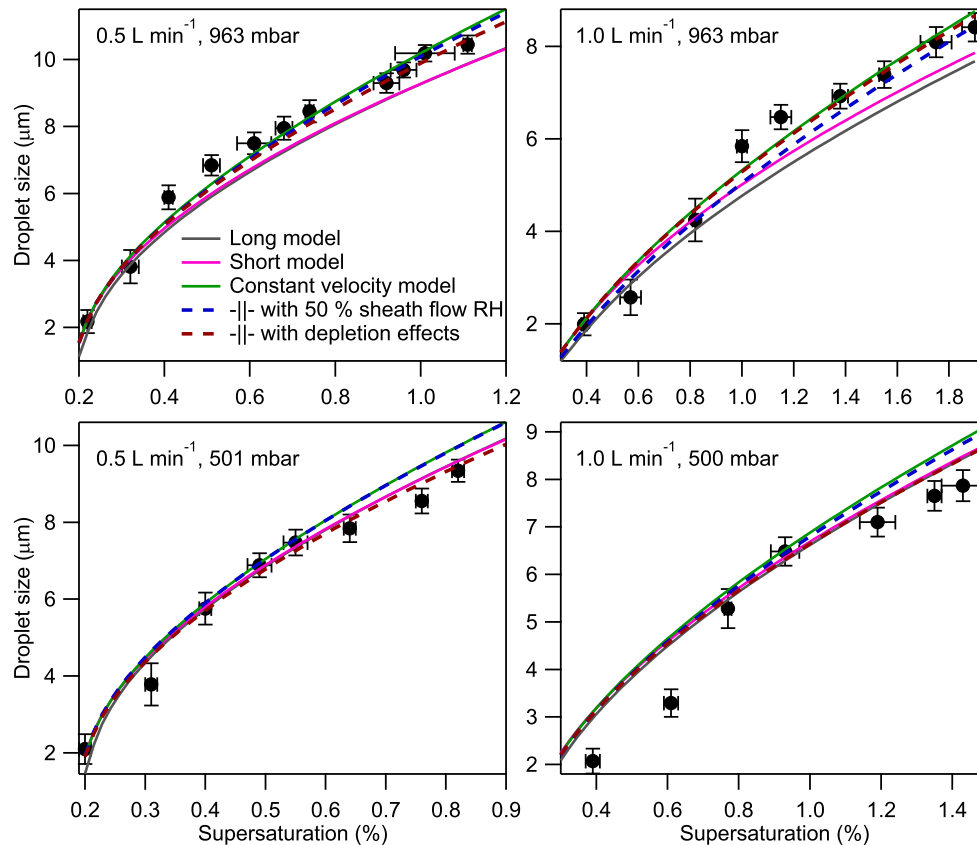 0.5 L min⁻¹, 963 mbar
Droplet size (μm)
10
8
6
4
2
Long model
Short model
Constant velocity model
-||- with 50 % sheath flow RH
-||- with depletion effects
0.2 0.4 0.6 0.8 1.0 1.2
1.0 L min⁻¹, 963 mbar
8
6
4
2
0.4 0.6 0.8 1.0 1.2 1.4 1.6 1.8
0.5 L min⁻¹, 501 mbar
Droplet size (μm)
10
8
6
4
2
0.2 0.3 0.4 0.5 0.6 0.7 0.8 0.9
Supersaturation (%)
1.0 L min⁻¹, 500 mbar
9
8
7
6
5
4
3
2
0.4 0.6 0.8 1.0 1.2 1.4
Supersaturation (%)